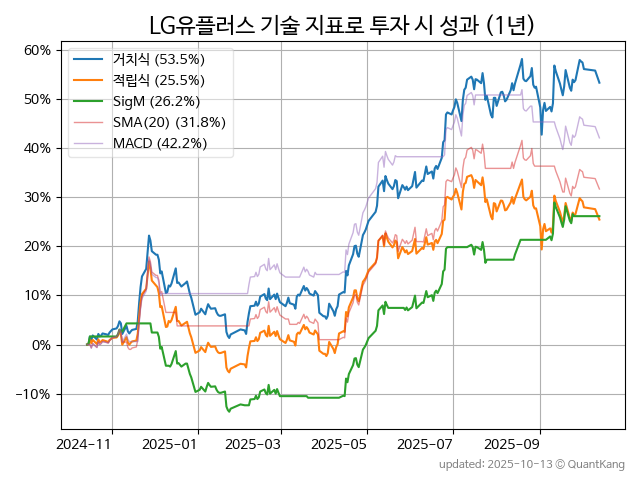 LG유플러스 기술 지표로 투자 시 성과 (1년)
60%
50%
40%
30%
20%
10%
0%
−10%
거치식 (53.5%)
적립식 (25.5%)
SigM (26.2%)
SMA(20) (31.8%)
MACD (42.2%)
2024-11 2025-01 2025-03 2025-05 2025-07 2025-09
updated: 2025-10-13 © QuantKang